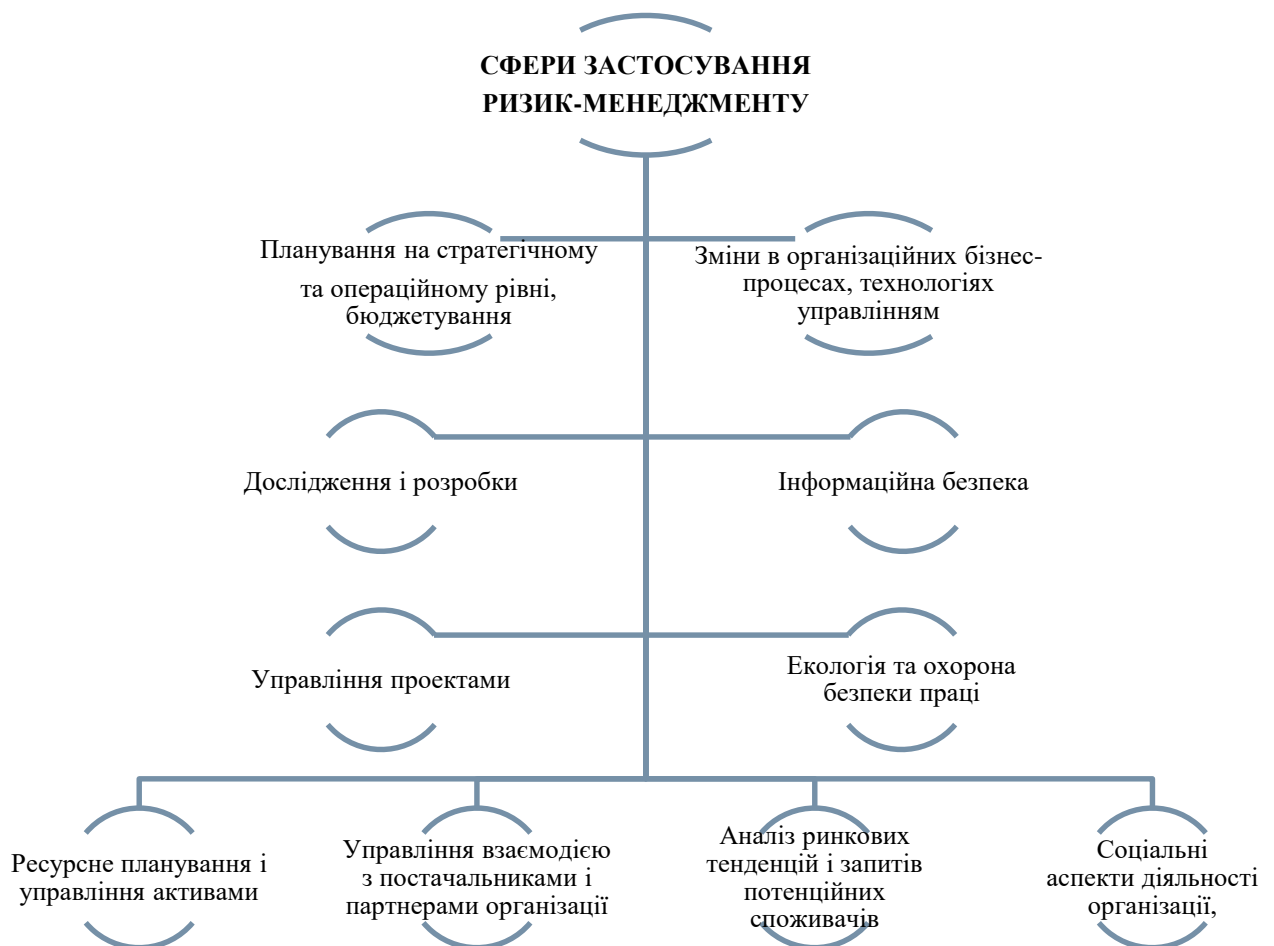 СФЕРИ ЗАСТОСУВАННЯ
РИЗИК-МЕНЕДЖМЕНТУ
Планування на стратегічному
та операційному рівні,
бюджетування
Зміни в організаційних бізнес-
процесах, технологіях
управлінням
Дослідження і розробки
Інформаційна безпека
Управління проектами
Екологія та охорона
безпеки праці
Ресурсне планування і
управління активами
Управління взаємодією
з постачальниками і
партнерами організації
Аналіз ринкових
тенденцій і запитів
потенційних
споживачів
Соціальні
аспекти діяльності
організації,